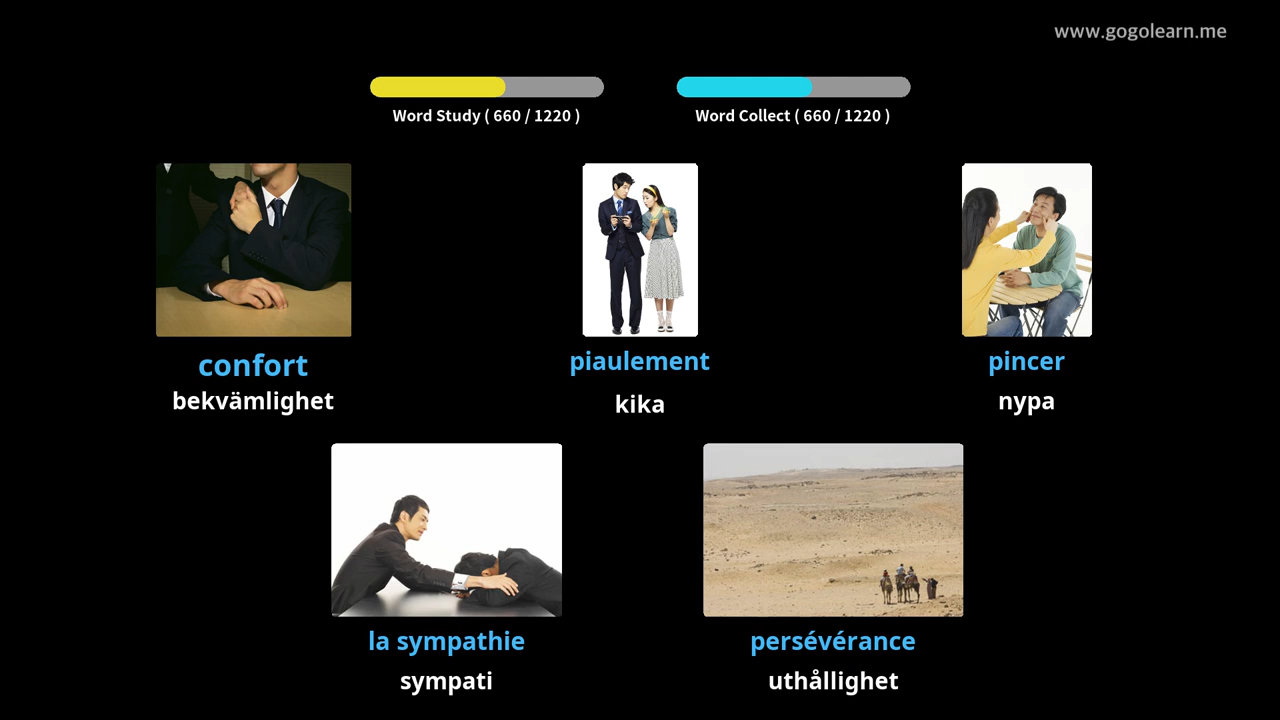 www.gogolearn.me
Word Study ( 660 / 1220 )
Word Collect ( 660 / 1220 )
confort
bekvämlighet
piaulement
kika
pincer
nypa
la sympathie
sympati
persévérance
uthållighet